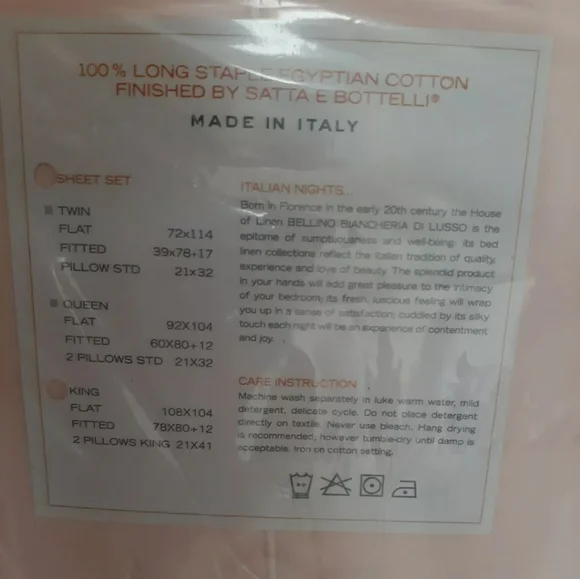 100% LONG STAPLE EGYPTIAN COTTON
FINISHED BY SATTA E BOTTELLI®
MADE IN ITALY
SHEET SET
TWIN
FLAT 72x114
FITTED 39x78+17
PILLOW STD 21x32
QUEEN
FLAT 92X104
FITTED 60X80+12
2 PILLOWS STD 21X32
KING
FLAT 108X104
FITTED 78X80+12
2 PILLOWS KING 21X41
ITALIAN NIGHTS...
Born in Florence in the early 20th century the House
of Linen BELLINO BIANCHERIA DI LUSSO is the
epitome of sumptuousness and well-being: its bed
linen collections reflect the Italian tradition of quality,
experience and love of beauty. The splendid product
in your hands will add great pleasure to the intimacy
of your bedroom; its fresh, luscious feeling will wrap
you up in a sense of satisfaction; cuddled by its silky
touch each night will be an experience of contentment
and joy.
CARE INSTRUCTION
Machine wash separately in luke warm water, mild
detergent, delicate cycle. Do not place detergent
directly on textile. Never use bleach. Hang drying
is recommended, however tumble-dry until damp is
acceptable. Iron on cotton setting.